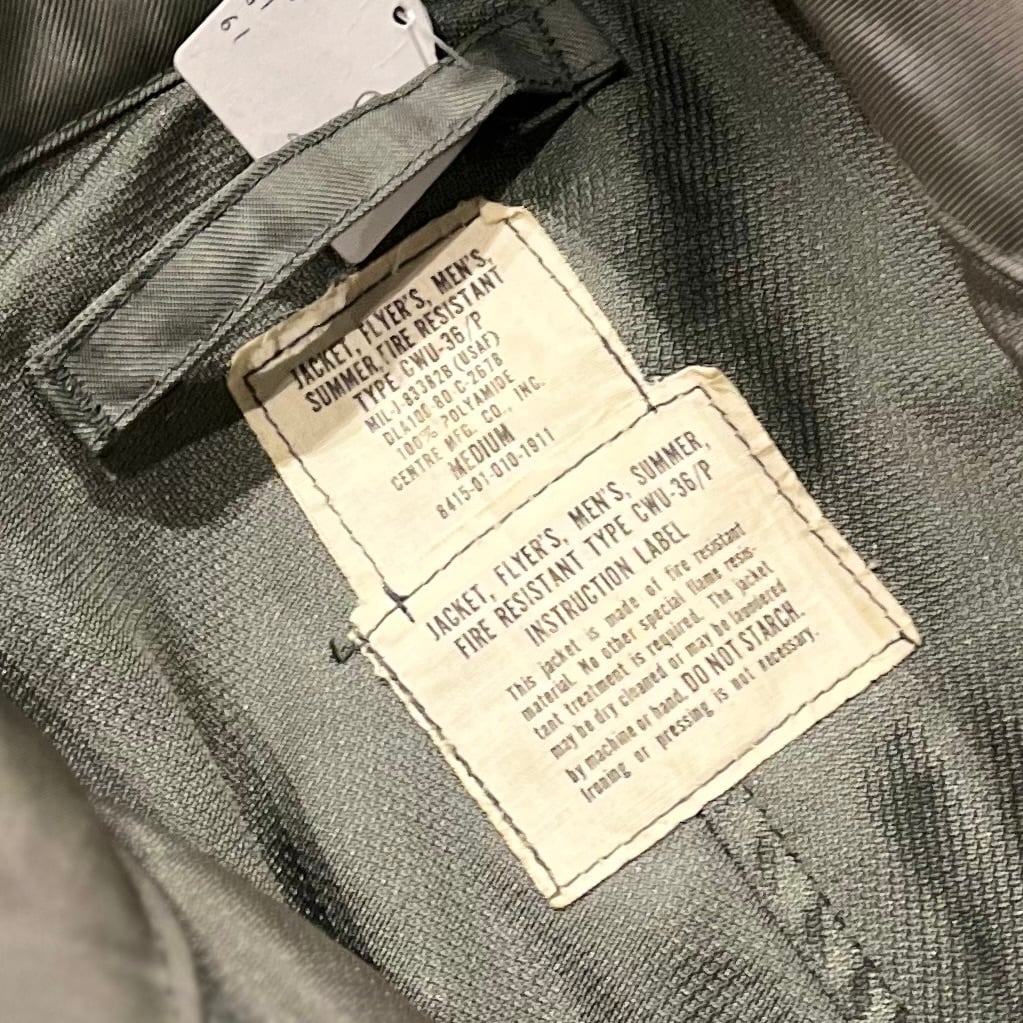 JACKET, FLYER'S, MEN'S,
SUMMER, FIRE RESISTANT
TYPE CWU-36/P
MIL-J-83382B (USAF)
DLA100-80-C-2678
100% POLYAMIDE
CENTRE MFG. CO., INC.
MEDIUM
8415-01-010-1911
JACKET, FLYER'S, MEN'S, SUMMER,
FIRE RESISTANT TYPE CWU-36/P
INSTRUCTION LABEL
This jacket is made of fire resistant
material. No other special flame resis-
tant treatment is required. The jacket
may be dry cleaned or may be laundered
by machine or hand. DO NOT STARCH.
Ironing or pressing is not necessary.